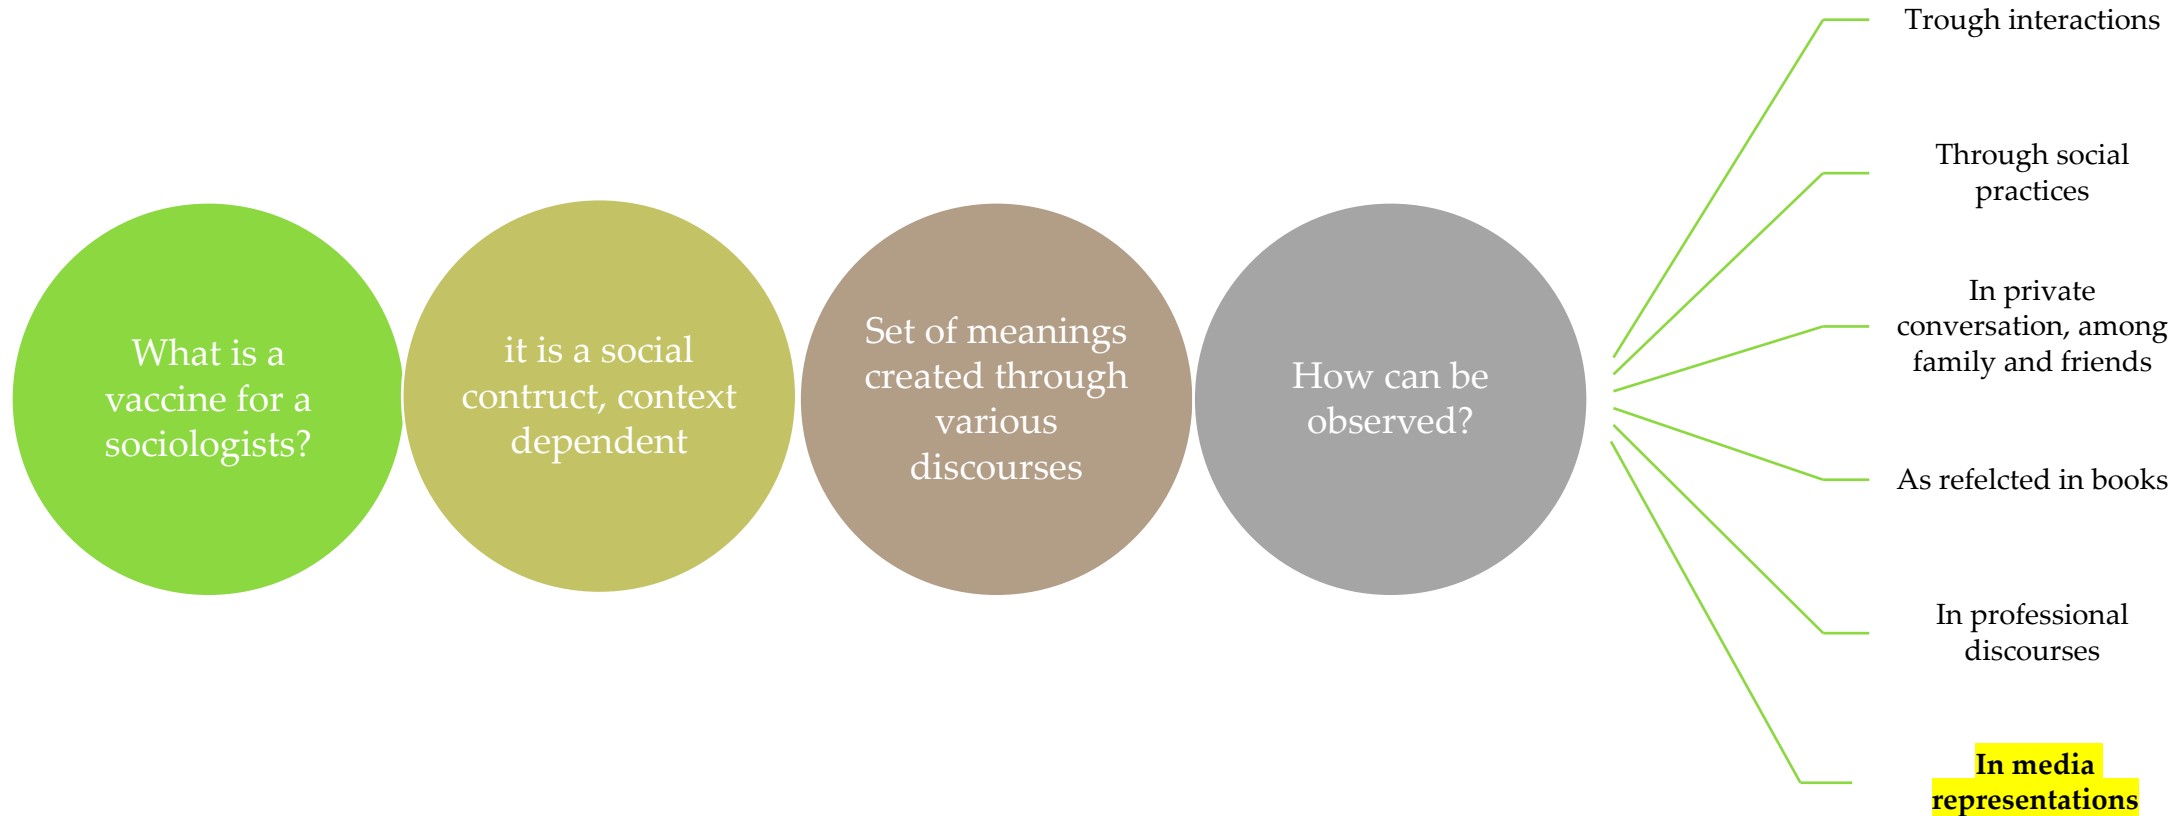 What is a
vaccine for a
sociologists?
it is a social
contruct, context
dependent
Set of meanings
created through
various
discourses
How can be
observed?
Trough interactions
Through social
practices
In private
conversation, among
family and friends
As refelcted in books
In professional
discourses
In media
representations